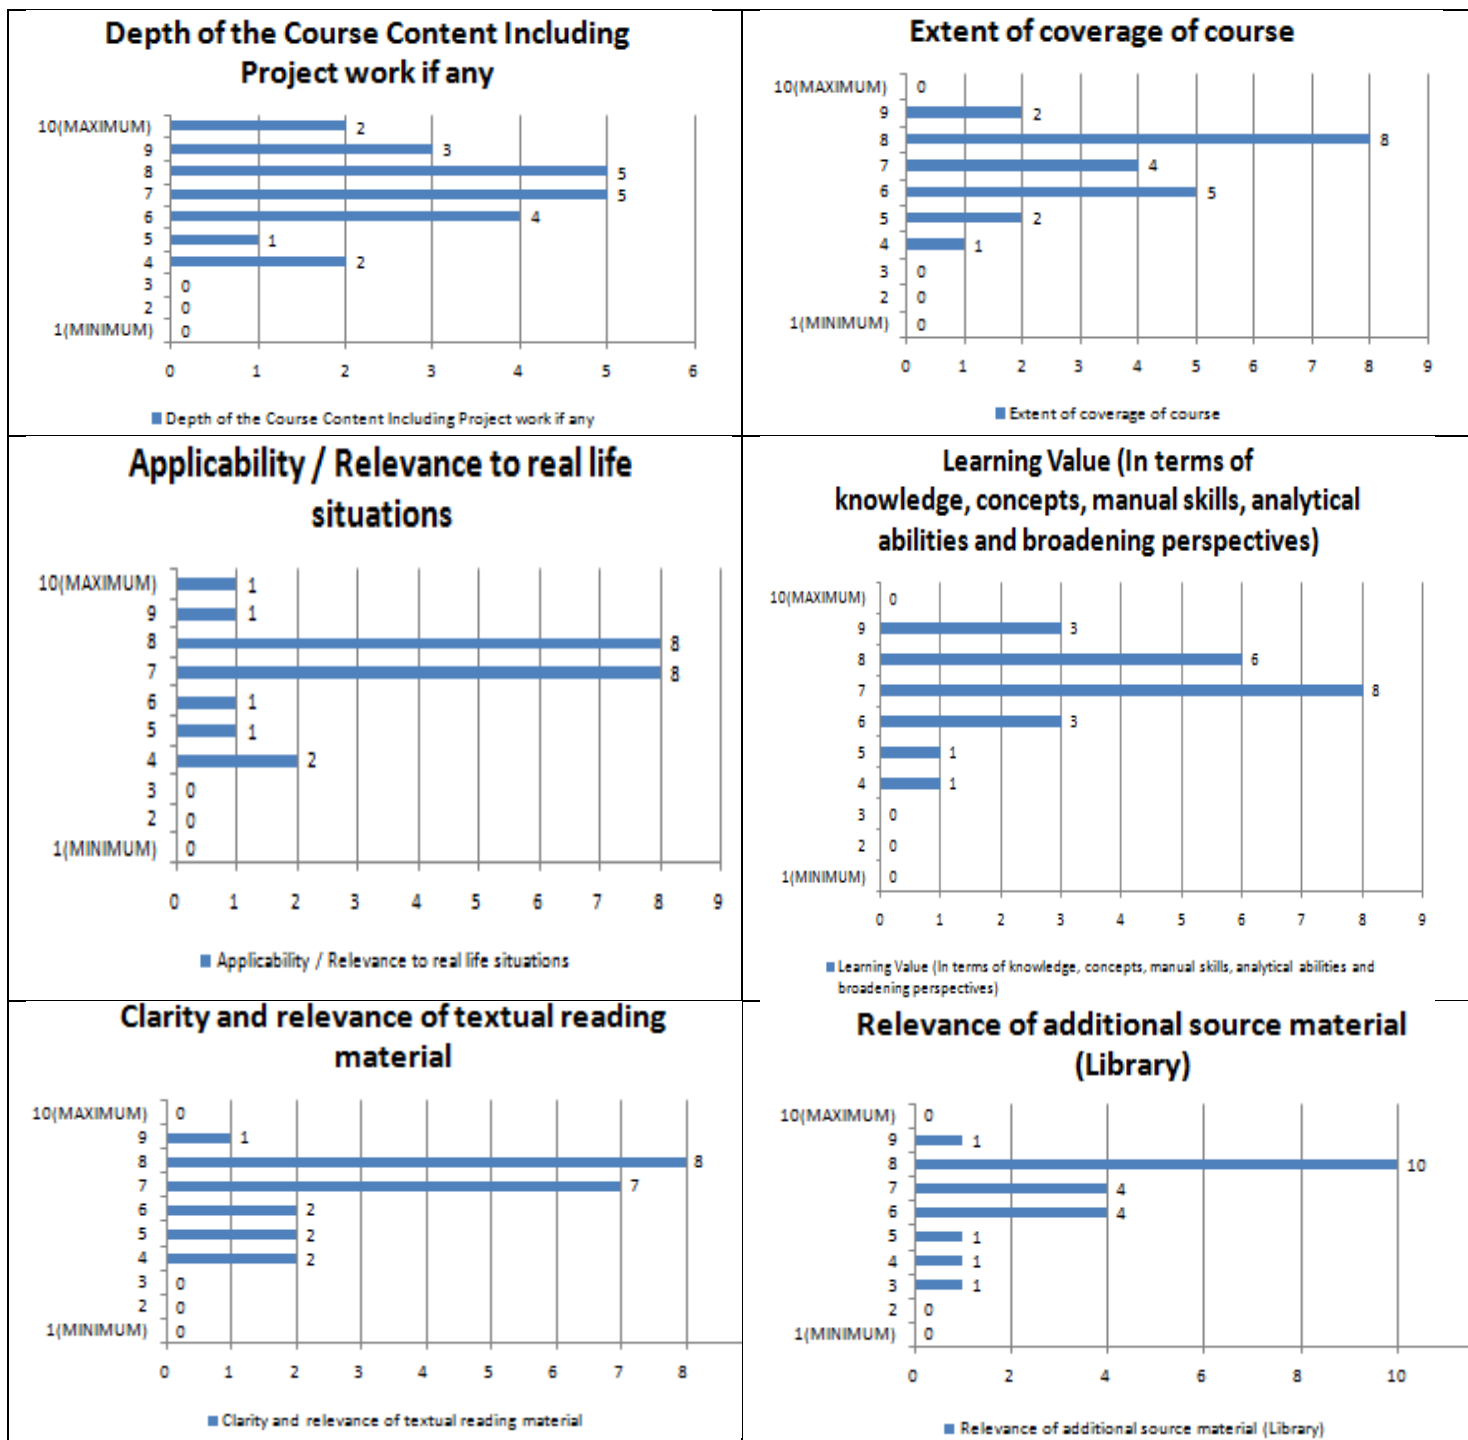 Depth of the Course Content Including
Project work if any
10(MAXIMUM) 2
9 3
8 5
7 5
6 4
5 1
4 2
3 0
2 0
1(MINIMUM) 0
0 1 2 3 4 5 6
Depth of the Course Content Including Project work if any
Extent of coverage of course
10(MAXIMUM) 0
9 2
8 8
7 4
6 5
5 2
4 1
3 0
2 0
1(MINIMUM) 0
0 1 2 3 4 5 6 7 8 9
Extent of coverage of course
Applicability / Relevance to real life
situations
10(MAXIMUM) 1
9 1
8 8
7 8
6 1
5 1
4 2
3 0
2 0
1(MINIMUM) 0
0 1 2 3 4 5 6 7 8 9
Applicability / Relevance to real life situations
Learning Value (In terms of
knowledge, concepts, manual skills, analytical
abilities and broadening perspectives)
10(MAXIMUM) 0
9 3
8 6
7 8
6 3
5 1
4 1
3 0
2 0
1(MINIMUM) 0
0 1 2 3 4 5 6 7 8 9
Learning Value (In terms of knowledge, concepts, manual skills, analytical abilities and
broadening perspectives)
Clarity and relevance of textual reading
material
10(MAXIMUM) 0
9 1
8 8
7 7
6 2
5 2
4 2
3 0
2 0
1(MINIMUM) 0
0 1 2 3 4 5 6 7 8
Clarity and relevance of textual reading material
Relevance of additional source material
(Library)
10(MAXIMUM) 0
9 1
8 10
7 4
6 4
5 1
4 1
3 1
2 0
1(MINIMUM) 0
0 2 4 6 8 10
Relevance of additional source material (Library)